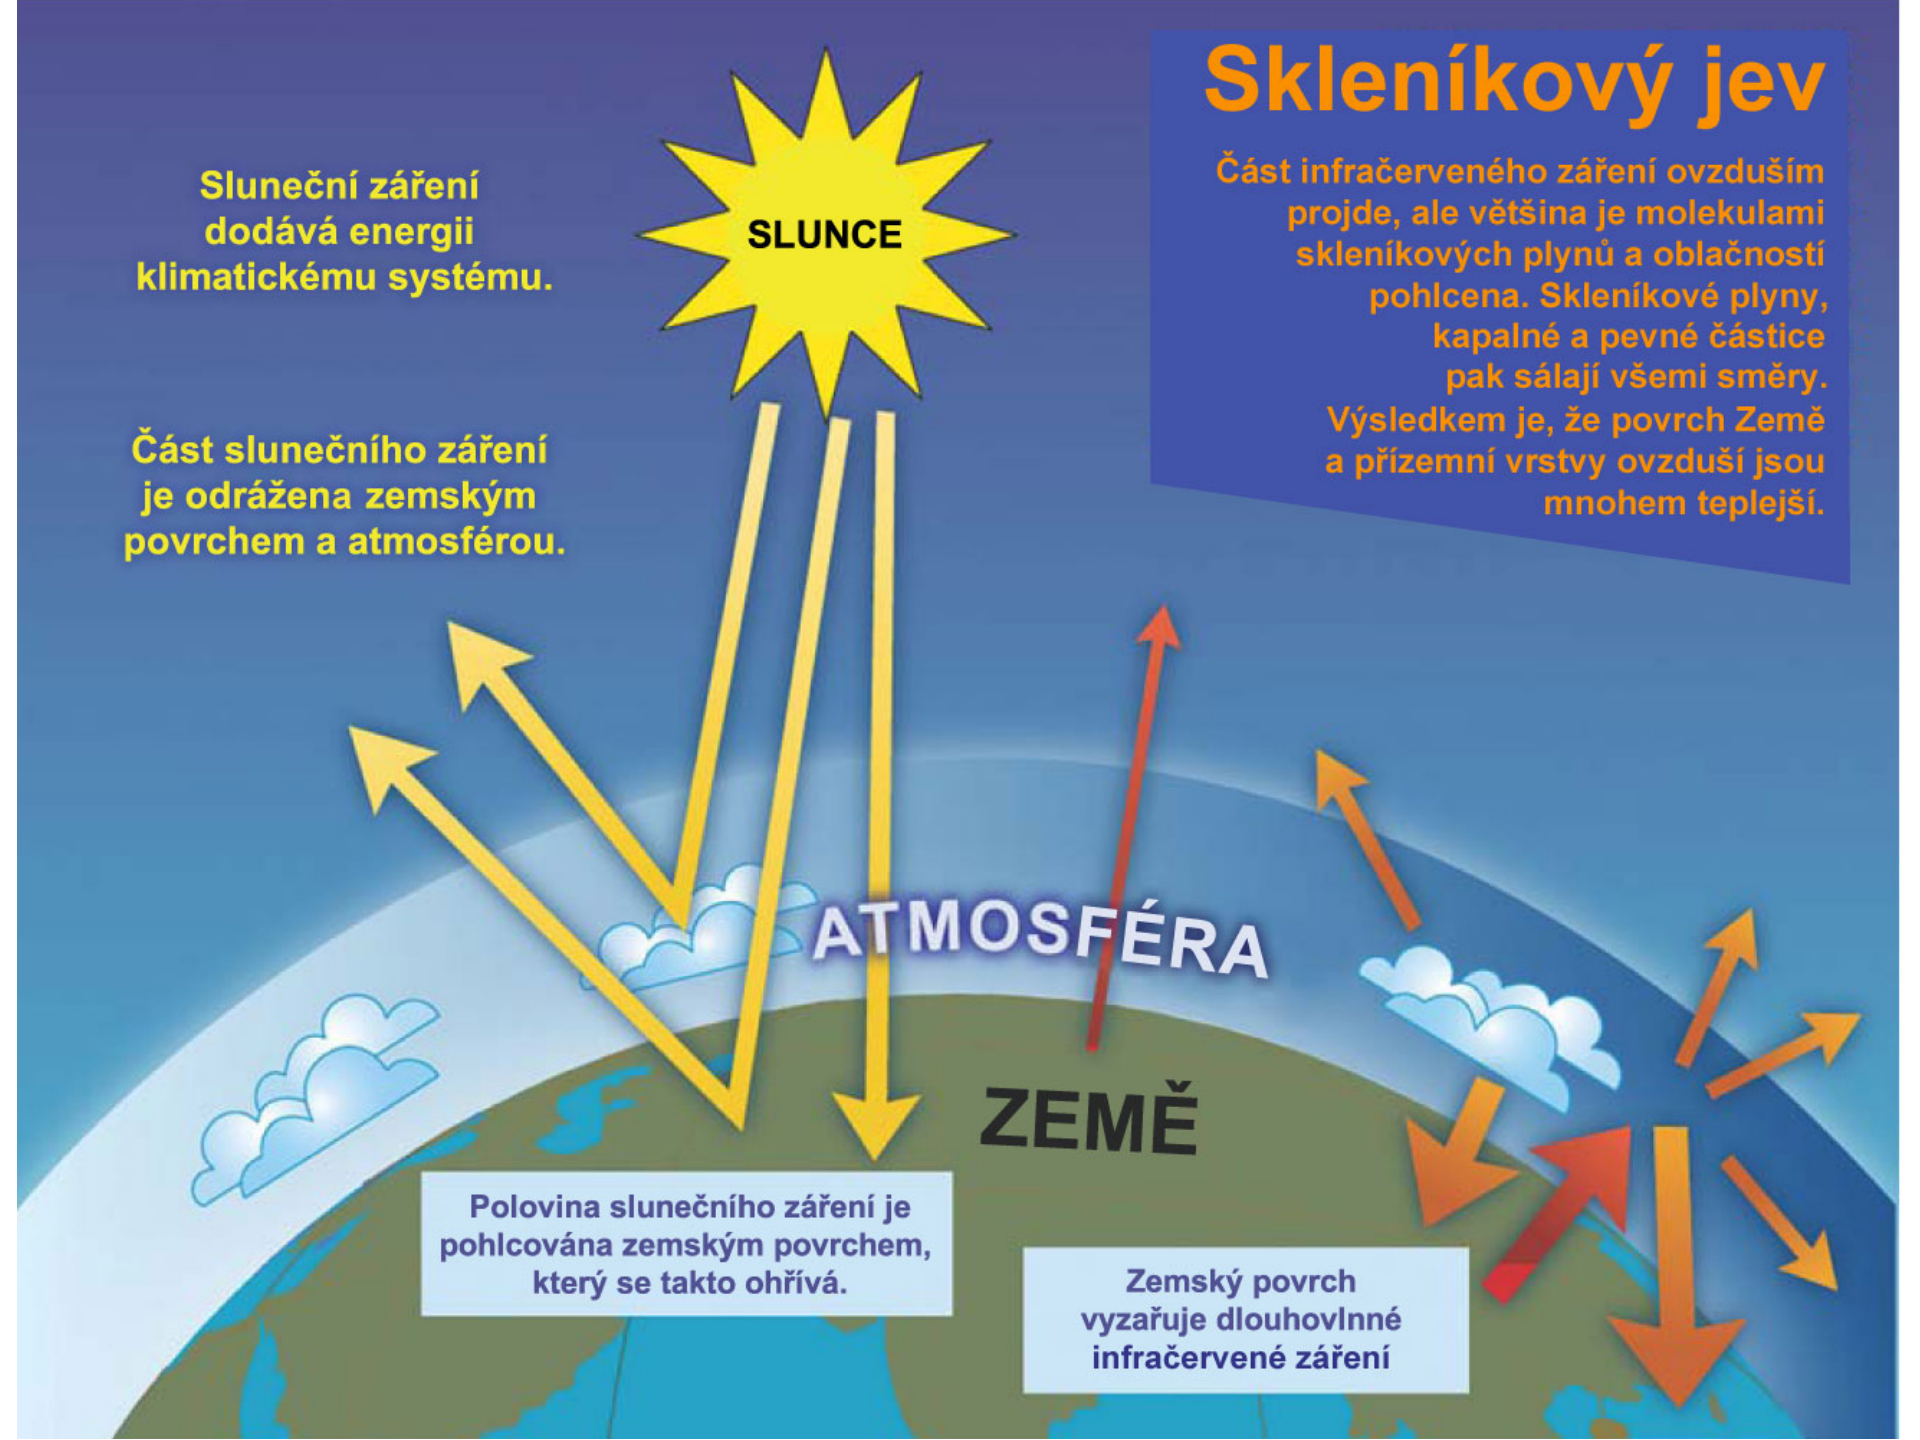 Skleníkový jev
Část infračerveného záření ovzduším
projde, ale většina je molekulami
skleníkových plynů a oblačností
pohlcena. Skleníkové plyny,
kapalné a pevné částice
pak sálají všemi směry.
Výsledkem je, že povrch Země
a přízemní vrstvy ovzduší jsou
mnohem teplejší.
Sluneční záření
dodává energii
klimatickému systému.
SLUNCE
Část slunečního záření
je odrážena zemským
povrchem a atmosférou.
ATMOSFÉRA
ZEMĚ
Polovina slunečního záření je
pohlcována zemským povrchem,
který se takto ohřívá.
Zemský povrch
vyzařuje dlouhovlnné
infračervené záření